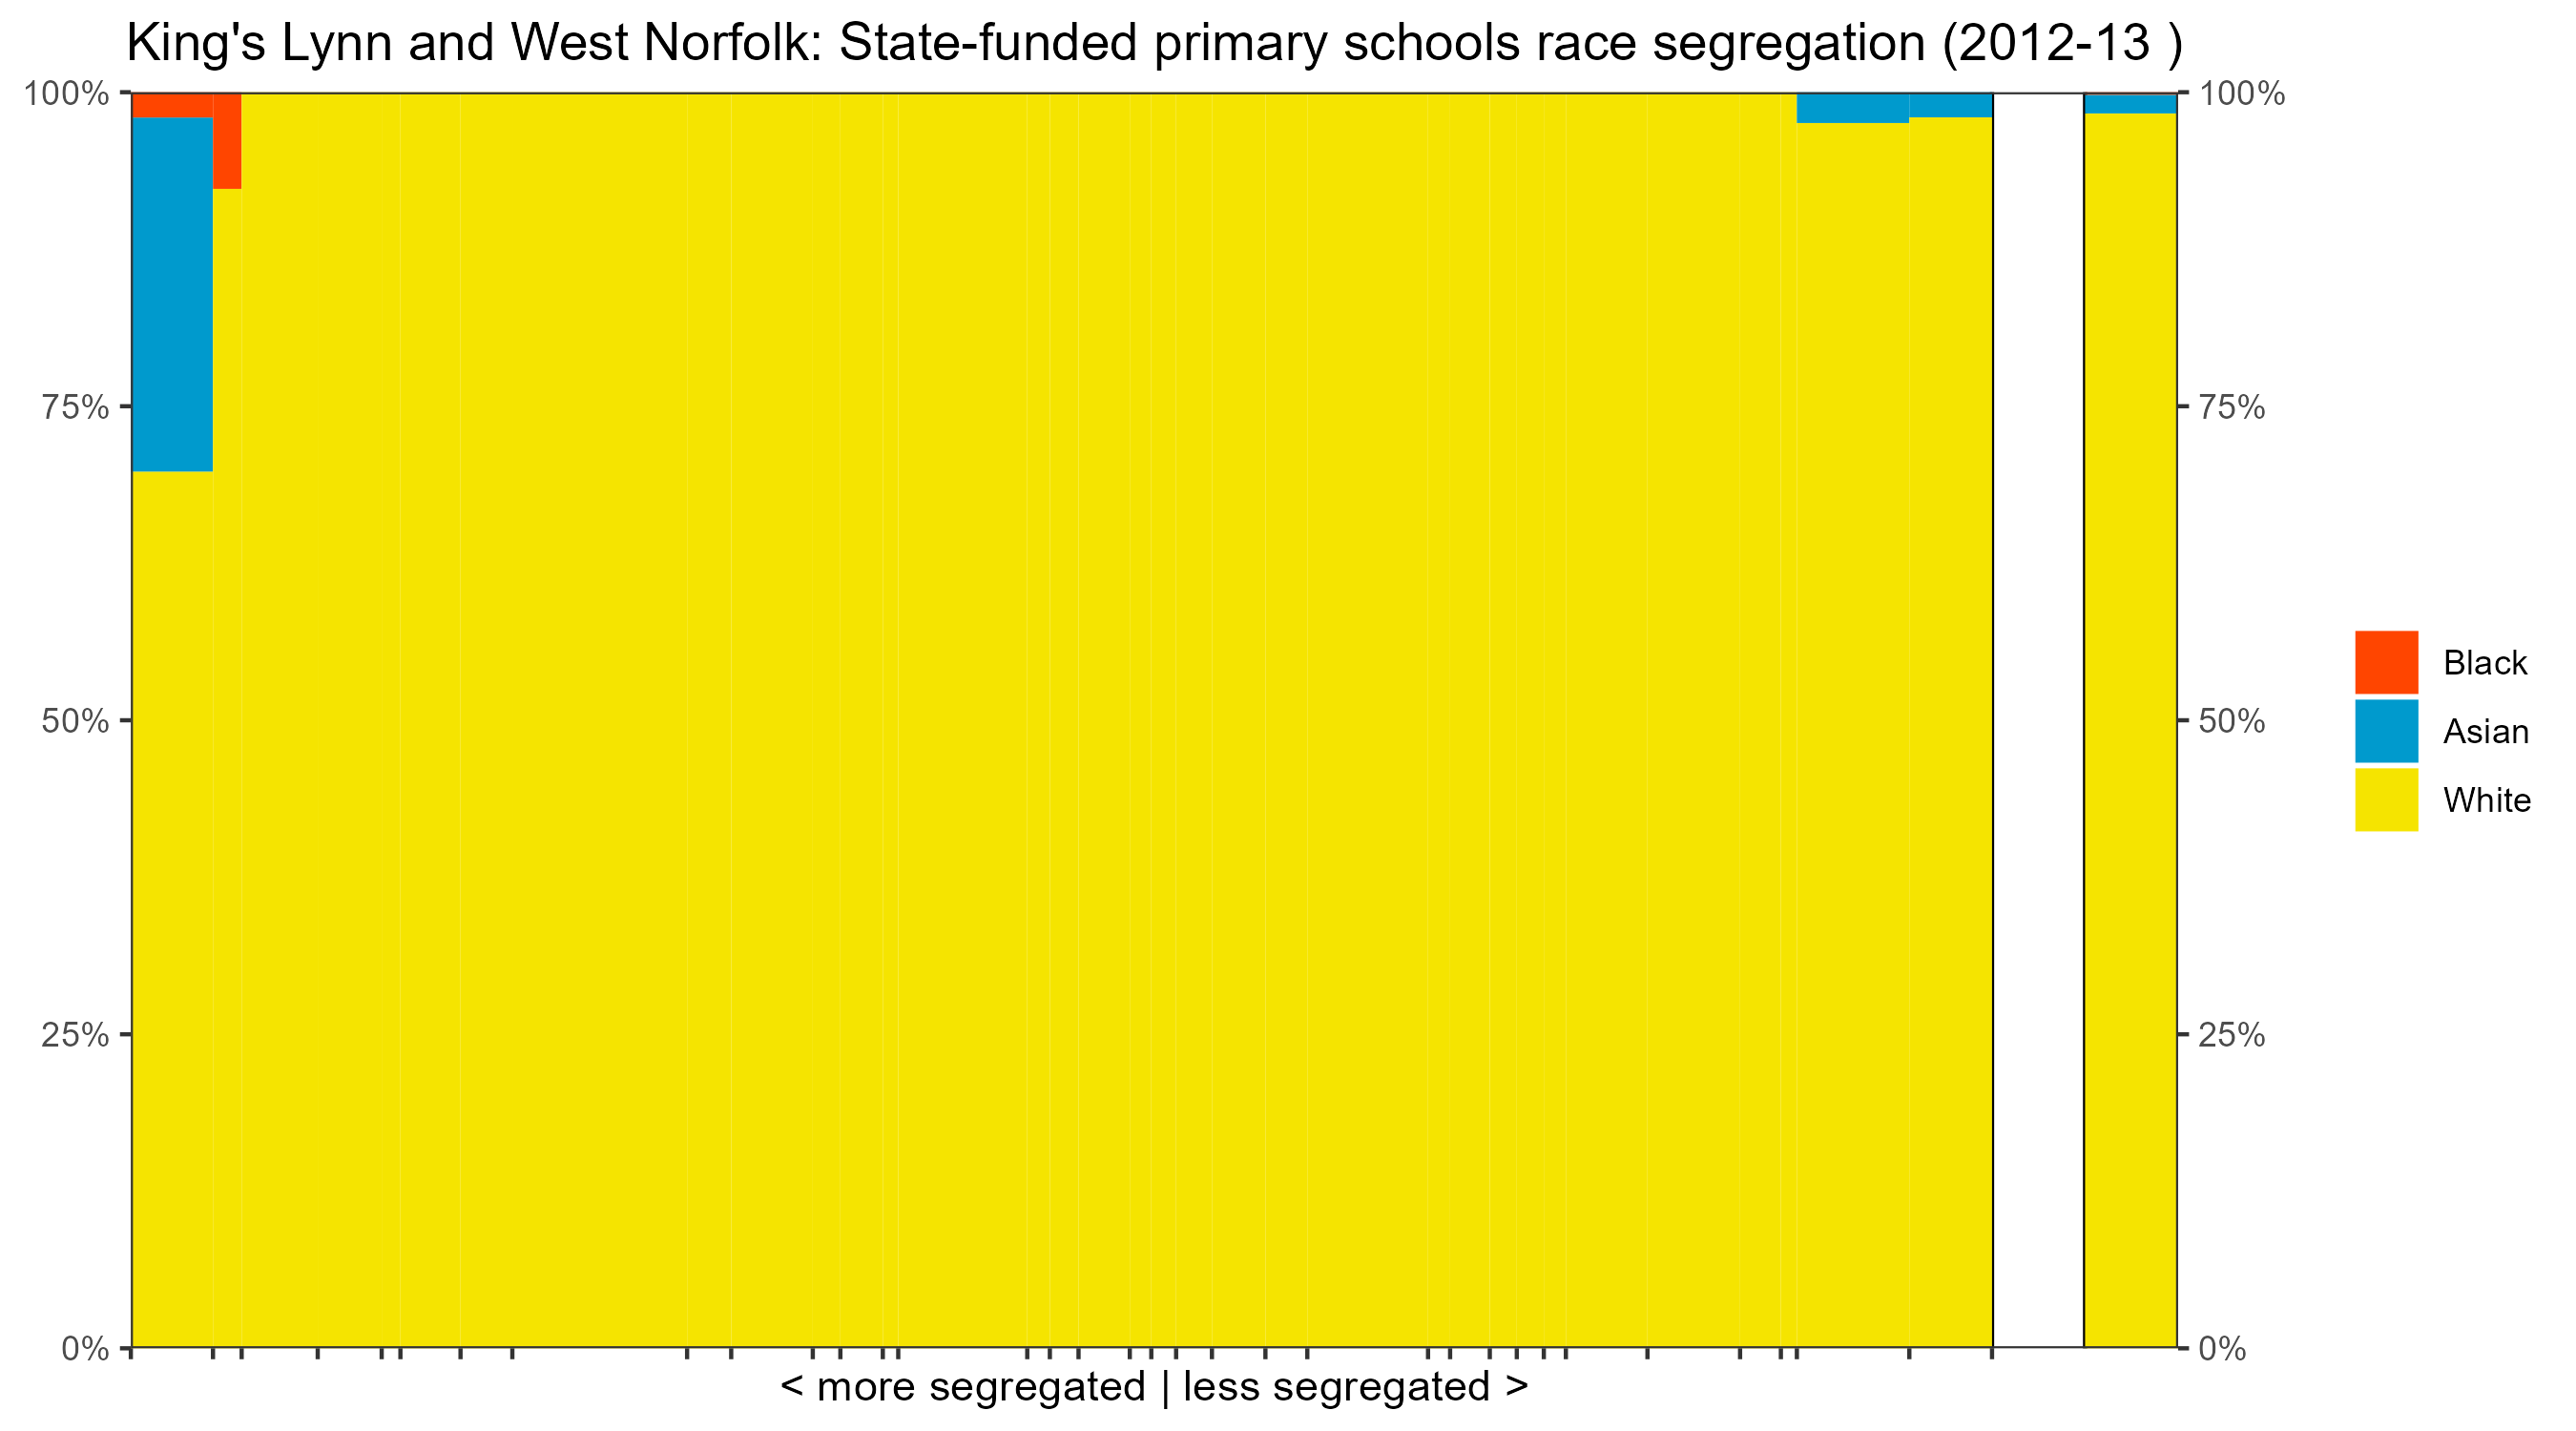 King's Lynn and West Norfolk: State-funded primary schools race segregation (2012-13 )
100%
75%
50%
25%
0%
100%
75%
50%
25%
0%
Black
Asian
White
< more segregated | less segregated >